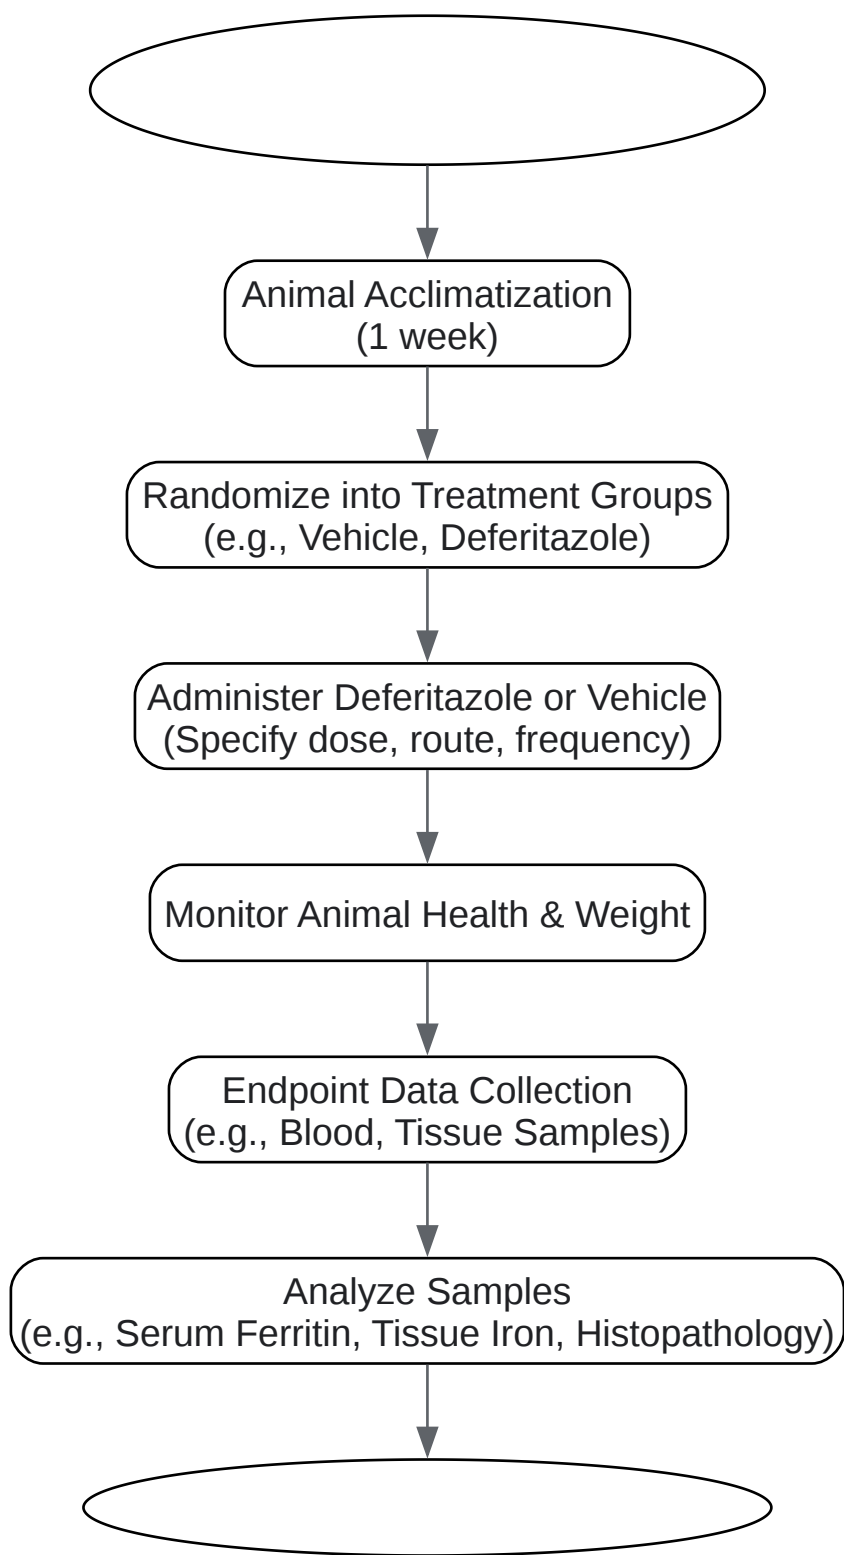 Animal Acclimatization
(1 week)
Randomize into Treatment Groups
(e.g., Vehicle, Deferitazole)
Administer Deferitazole or Vehicle
(Specify dose, route, frequency)
Monitor Animal Health & Weight
Endpoint Data Collection
(e.g., Blood, Tissue Samples)
Analyze Samples
(e.g., Serum Ferritin, Tissue Iron, Histopathology)